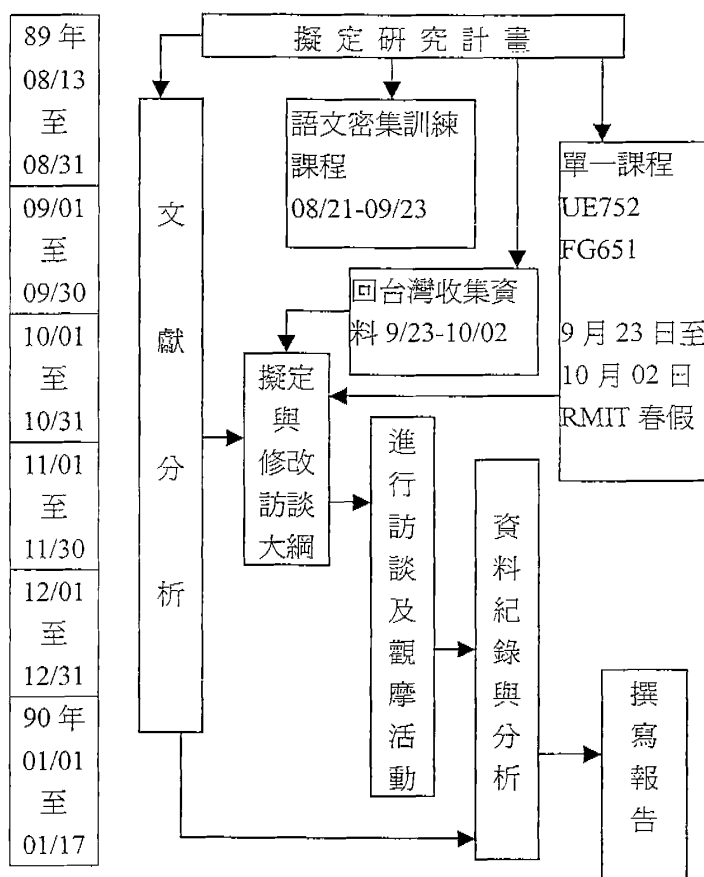 89 年
08/13
至
08/31
09/01
至
09/30
10/01
至
10/31
11/01
至
11/30
12/01
至
12/31
90 年
01/01
至
01/17
擬定研究計畫
文獻分析
語文密集訓練
課程
08/21-09/23
單一課程
UE752
FG651
9 月 23 日至
10 月 02 日
RMIT 春假
回台灣收集資
料 9/23-10/02
擬定
與
修改
訪談
大綱
進行訪談及觀摩活動
資料紀錄與分析
撰寫報告